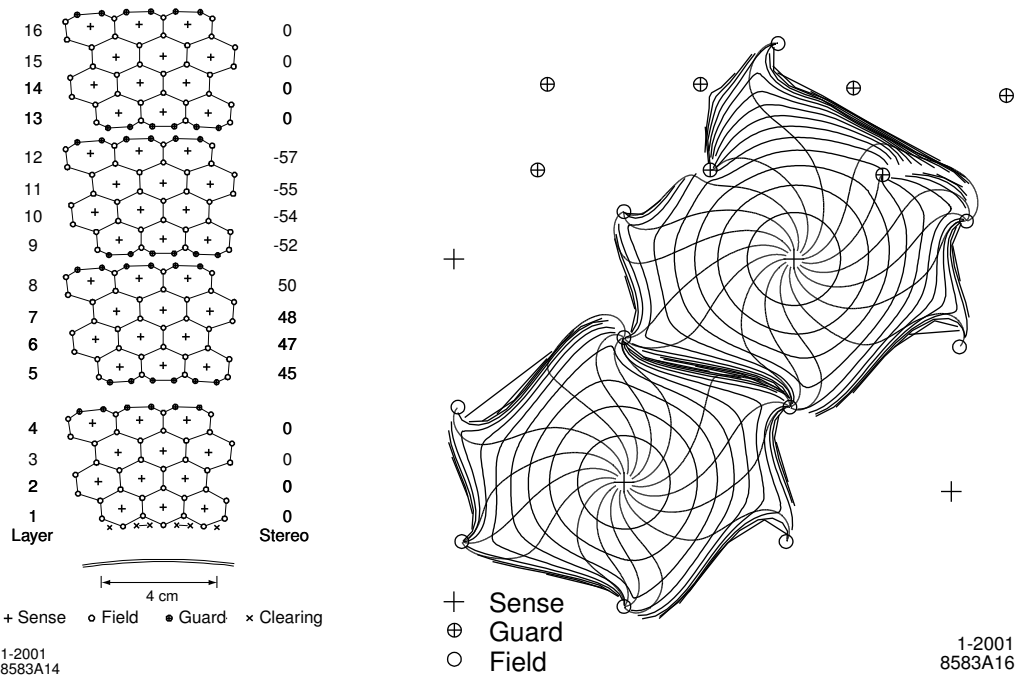 16 0
15 0
14 0
13 0
12 -57
11 -55
10 -54
9 -52
8 50
7 48
6 47
5 45
4 0
3 0
2 0
1 0
Layer Stereo
4 cm
Sense Field Guard Clearing
1-2001
8583A14
Sense
Guard
Field
1-2001
8583A16